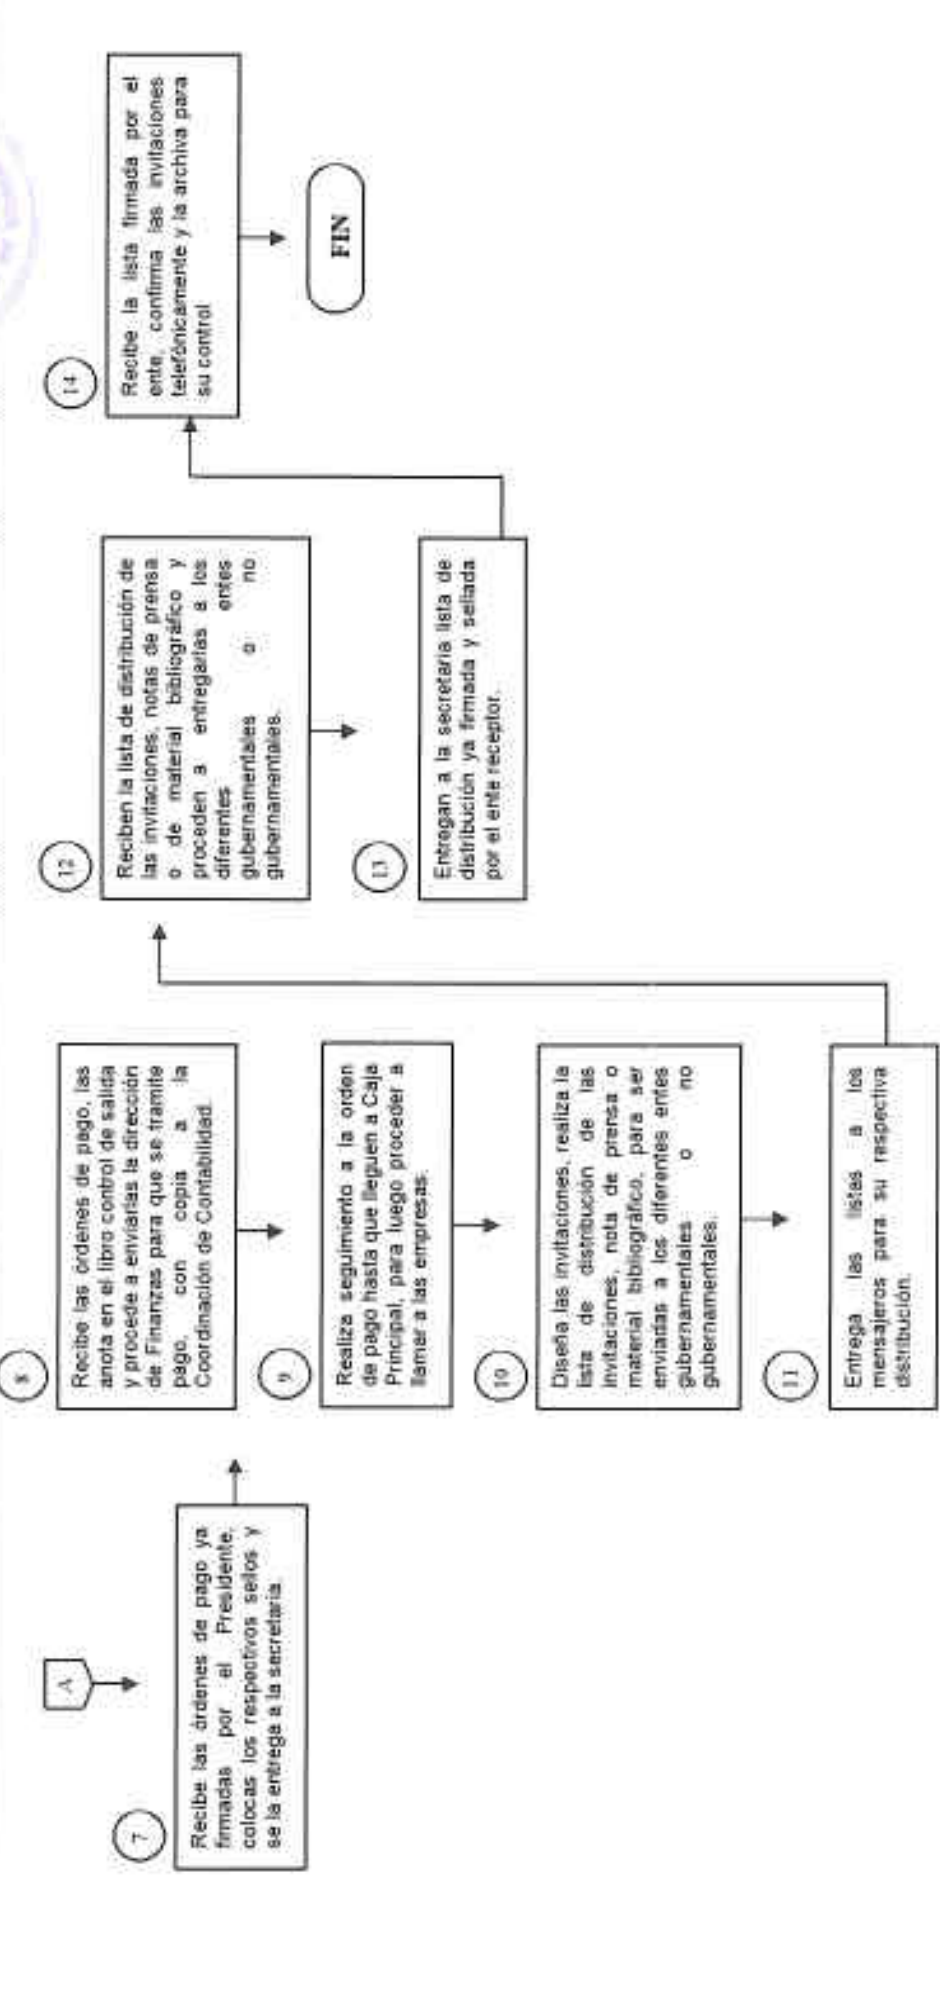 A
7
Recibe las órdenes de pago ya
firmadas por el Presidente,
colocas los respectivos sellos y
se la entrega a la secretaria.
8
Recibe las órdenes de pago, las
anota en el libro control de salida
y procede a enviarlas la dirección
de Finanzas para que se tramite
pago, con copia a la
Coordinación de Contabilidad.
9
Realiza seguimiento a la orden
de pago hasta que lleguen a Caja
Principal, para luego proceder a
llamar a las empresas.
10
Diseña las invitaciones, realiza la
lista de distribución de las
invitaciones, nota de prensa o
material bibliográfico, para ser
enviadas a los diferentes entes
gubernamentales o no
gubernamentales.
11
Entrega las listas a los
mensajeros para su respectiva
distribución.
12
Reciben la lista de distribución de
las invitaciones, notas de prensa
o de material bibliográfico y
proceden a entregarlas a los
diferentes entes
gubernamentales o no
gubernamentales.
13
Entregan a la secretaria lista de
distribución ya firmada y sellada
por el ente receptor.
14
Recibe la lista firmada por el
ente, confirma las invitaciones
telefónicamente y la archiva para
su control
FIN